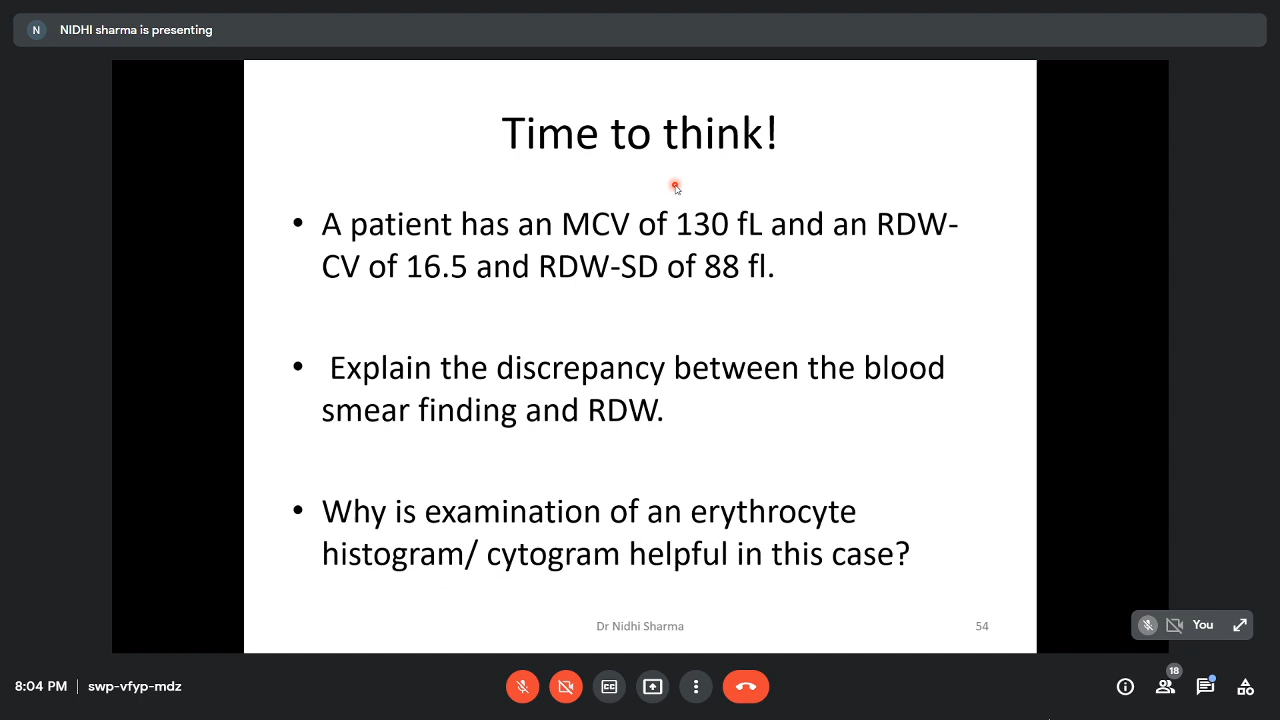 N NIDHI sharma is presenting
Time to think!
• A patient has an MCV of 130 fL and an RDW-
CV of 16.5 and RDW-SD of 88 fl.
• Explain the discrepancy between the blood
smear finding and RDW.
• Why is examination of an erythrocyte
histogram/ cytogram helpful in this case?
Dr Nidhi Sharma 54
You
8:04 PM | swp-vfyp-mdz
CC
18